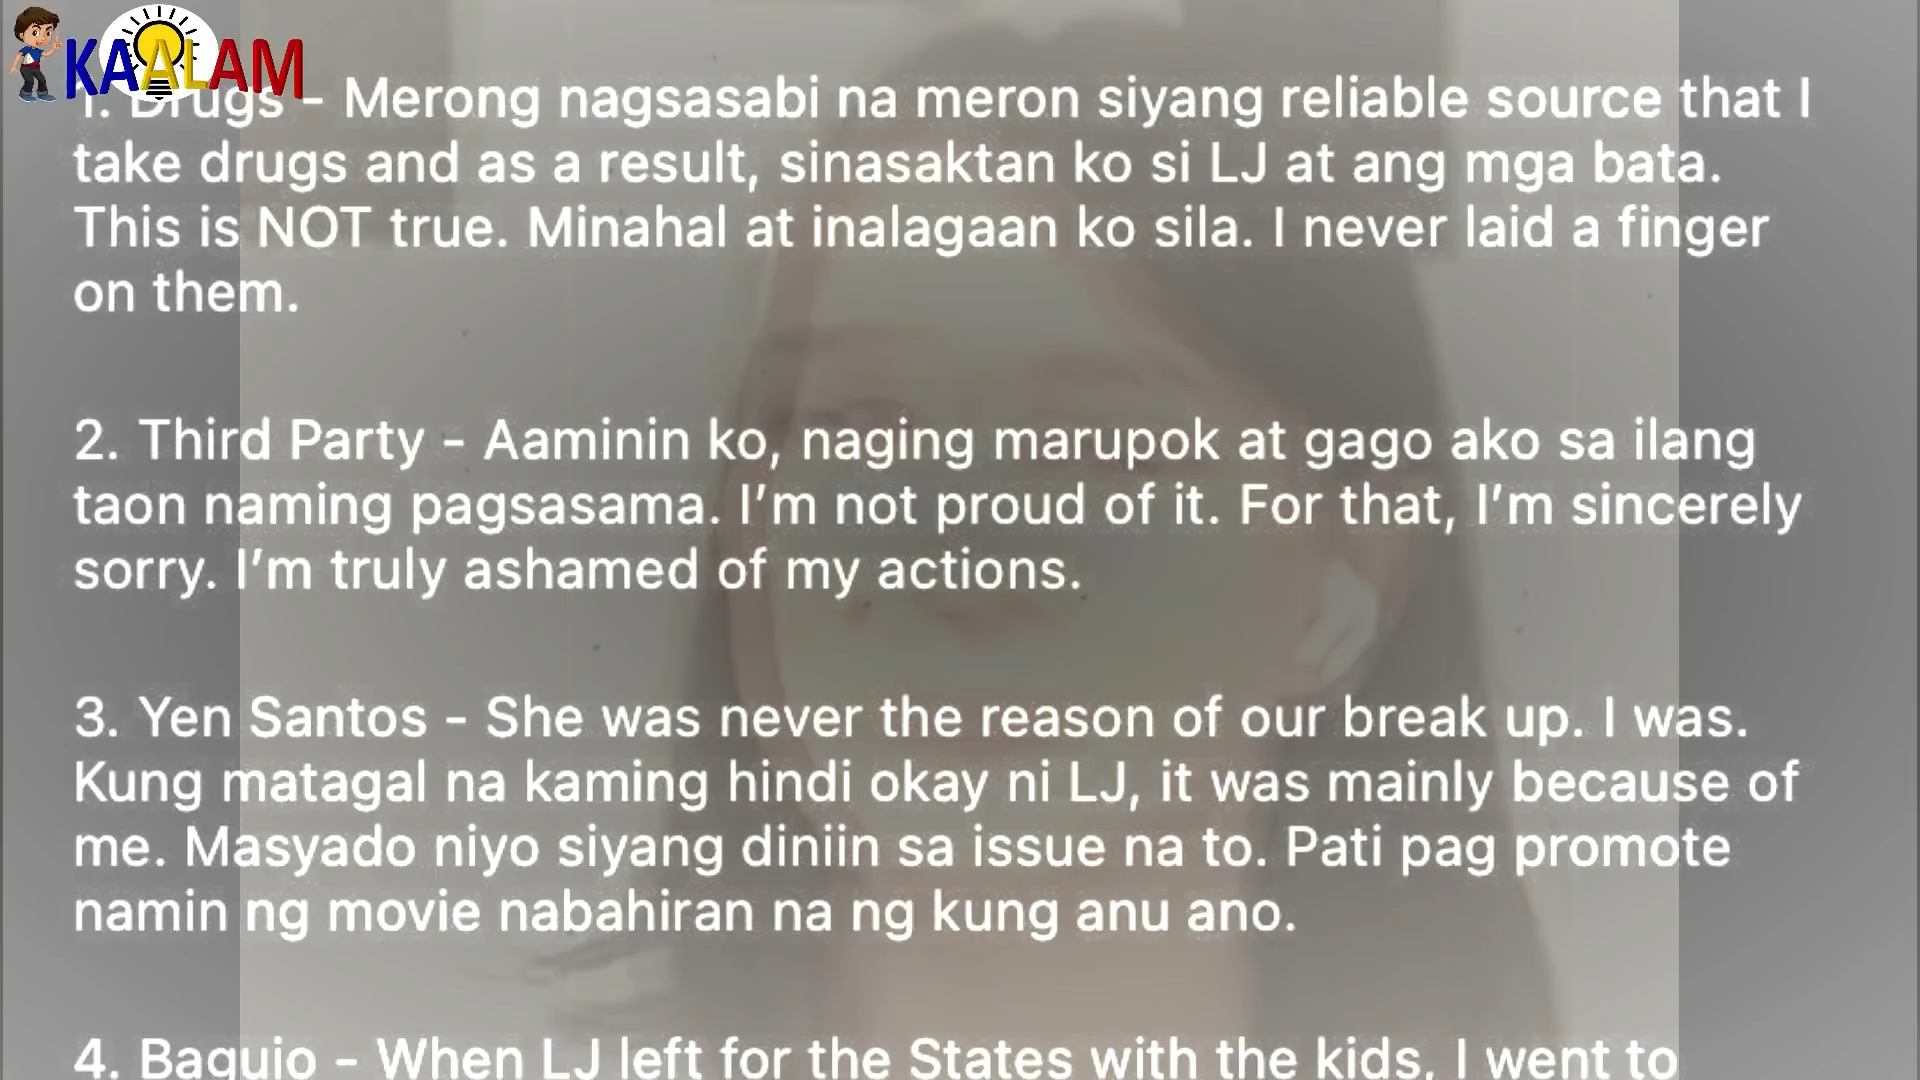 KAALAM
1. Drugs - Merong nagsasabi na meron siyang reliable source that I
take drugs and as a result, sinasaktan ko si LJ at ang mga bata.
This is NOT true. Minahal at inalagaan ko sila. I never laid a finger
on them.
2. Third Party - Aaminin ko, naging marupok at gago ako sa ilang
taon naming pagsasama. I’m not proud of it. For that, I’m sincerely
sorry. I’m truly ashamed of my actions.
3. Yen Santos - She was never the reason of our break up. I was.
Kung matagal na kaming hindi okay ni LJ, it was mainly because of
me. Masyado niyo siyang diniin sa issue na to. Pati pag promote
namin ng movie nabahiran na ng kung anu ano.
4. Baguio - When LJ left for the States with the kids, I went to